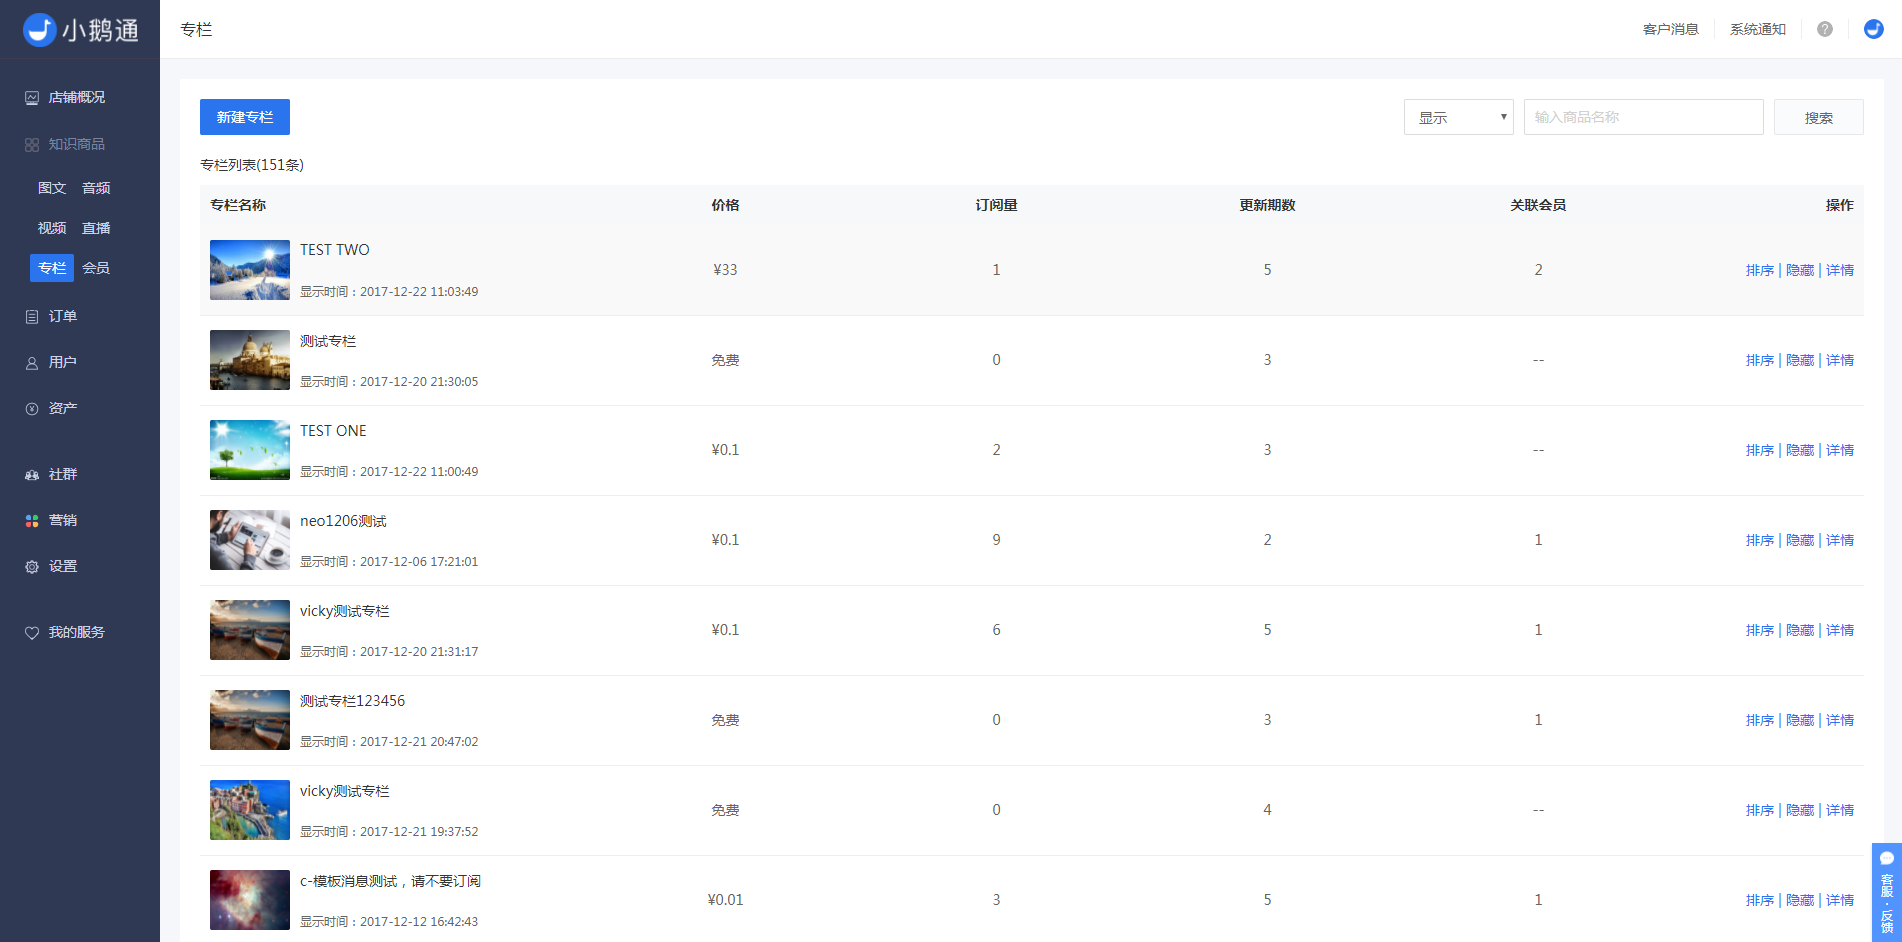 小鹅通
专栏
客户消息
系统通知
?
店铺概况
知识商品
图文 音频
视频 直播
专栏 会员
订单
用户
资产
社群
营销
设置
我的服务
新建专栏
显示
输入商品名称
搜索
专栏列表(151条)
专栏名称 价格 订阅量 更新期数 关联会员 操作
TEST TWO
显示时间：2017-12-22 11:03:49
¥33 1 5 2 排序 | 隐藏 | 详情
测试专栏
显示时间：2017-12-20 21:30:05
免费 0 3 -- 排序 | 隐藏 | 详情
TEST ONE
显示时间：2017-12-22 11:00:49
¥0.1 2 3 -- 排序 | 隐藏 | 详情
neo1206测试
显示时间：2017-12-06 17:21:01
¥0.1 9 2 1 排序 | 隐藏 | 详情
vicky测试专栏
显示时间：2017-12-20 21:31:17
¥0.1 6 5 1 排序 | 隐藏 | 详情
测试专栏123456
显示时间：2017-12-21 20:47:02
免费 0 3 1 排序 | 隐藏 | 详情
vicky测试专栏
显示时间：2017-12-21 19:37:52
免费 0 4 -- 排序 | 隐藏 | 详情
c-模板消息测试，请不要订阅
显示时间：2017-12-12 16:42:43
¥0.01 3 5 1 排序 | 隐藏 | 详情
客服·反馈